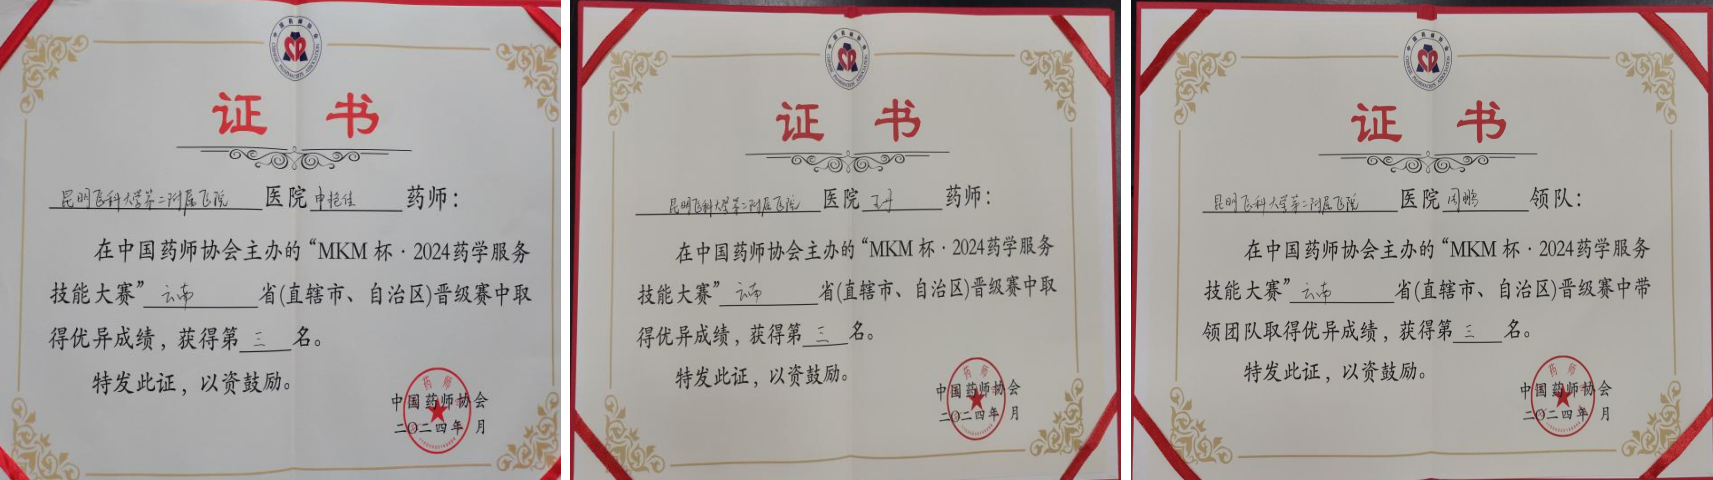 证 书
昆明医科大学第二附属医院 医院 申艳佳 药师：
在中国药师协会主办的“MKM 杯·2024药学服务
技能大赛” 云南 省(直辖市、自治区)晋级赛中取
得优异成绩，获得第 三 名。
特发此证，以资鼓励。
中国药师协会
二〇二四年 月
证 书
昆明医科大学第二附属医院 医院 王丹 药师：
在中国药师协会主办的“MKM 杯·2024药学服务
技能大赛” 云南 省(直辖市、自治区)晋级赛中取
得优异成绩，获得第 三 名。
特发此证，以资鼓励。
中国药师协会
二〇二四年 月
证 书
昆明医科大学第二附属医院 医院 周鹏 领队：
在中国药师协会主办的“MKM 杯·2024药学服务
技能大赛” 云南 省(直辖市、自治区)晋级赛中带
领团队取得优异成绩，获得第 三 名。
特发此证，以资鼓励。
中国药师协会
二〇二四年 月